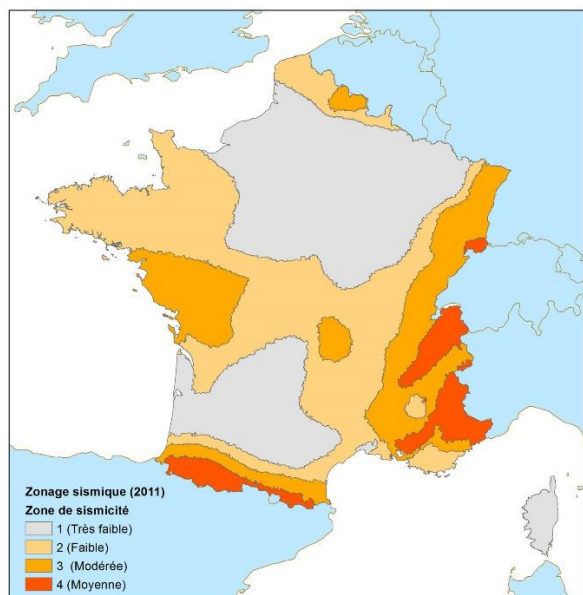 Zonage sismique (2011)
Zone de sismicité
1 (Très faible)
2 (Faible)
3 (Modérée)
4 (Moyenne)